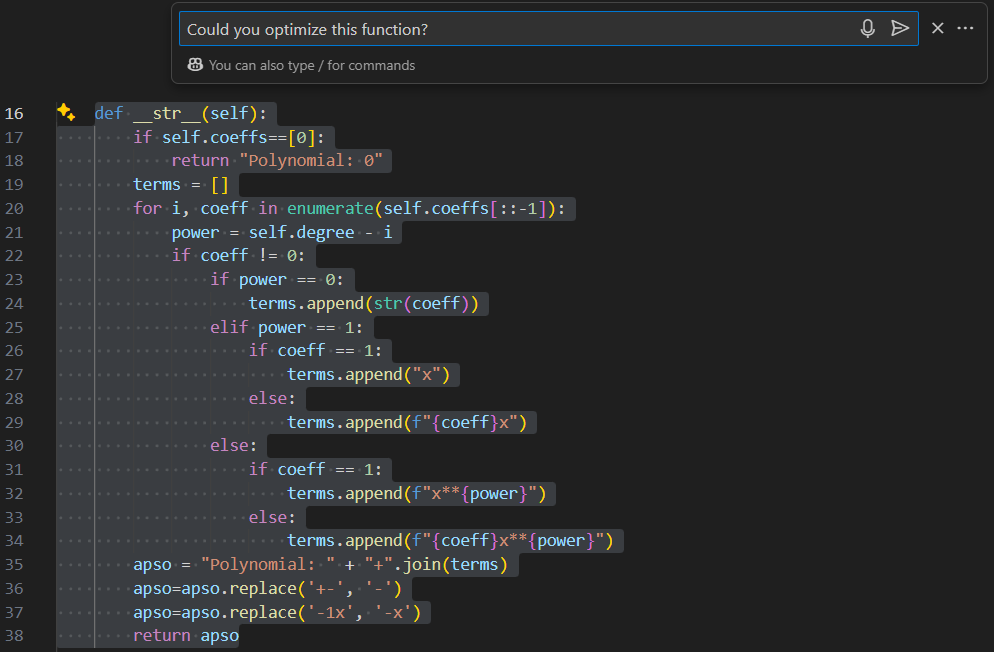 Could you optimize this function?
You can also type / for commands
16 def __str__(self):
17 if self.coeffs==[0]:
18 return "Polynomial: 0"
19 terms = []
20 for i, coeff in enumerate(self.coeffs[::-1]):
21 power = self.degree - i
22 if coeff != 0:
23 if power == 0:
24 terms.append(str(coeff))
25 elif power == 1:
26 if coeff == 1:
27 terms.append("x")
28 else:
29 terms.append(f"{coeff}x")
30 else:
31 if coeff == 1:
32 terms.append(f"x**{power}")
33 else:
34 terms.append(f"{coeff}x**{power}")
35 apso = "Polynomial: " + "+".join(terms)
36 apso=apso.replace('+-', '-')
37 apso=apso.replace('-1x', '-x')
38 return apso